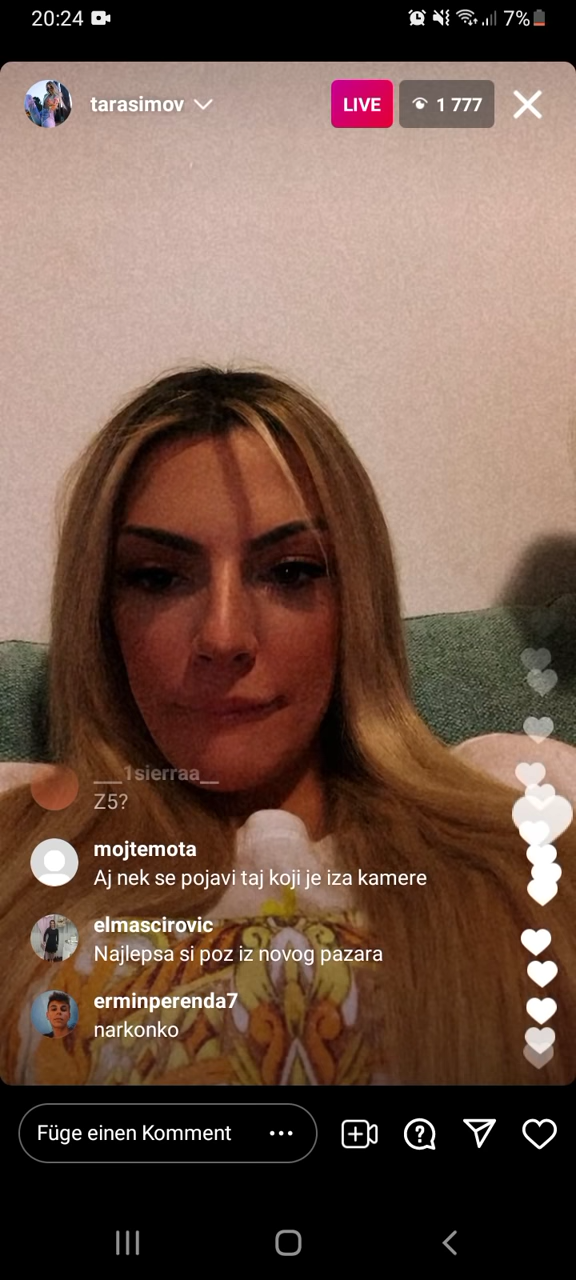 20:24 7%
tarasimov LIVE 1 777
___1sierraa__
Z5?
mojtemota
Aj nek se pojavi taj koji je iza kamere
elmascirovic
Najlepsa si poz iz novog pazara
erminperenda7
narkonko
Füge einen Komment